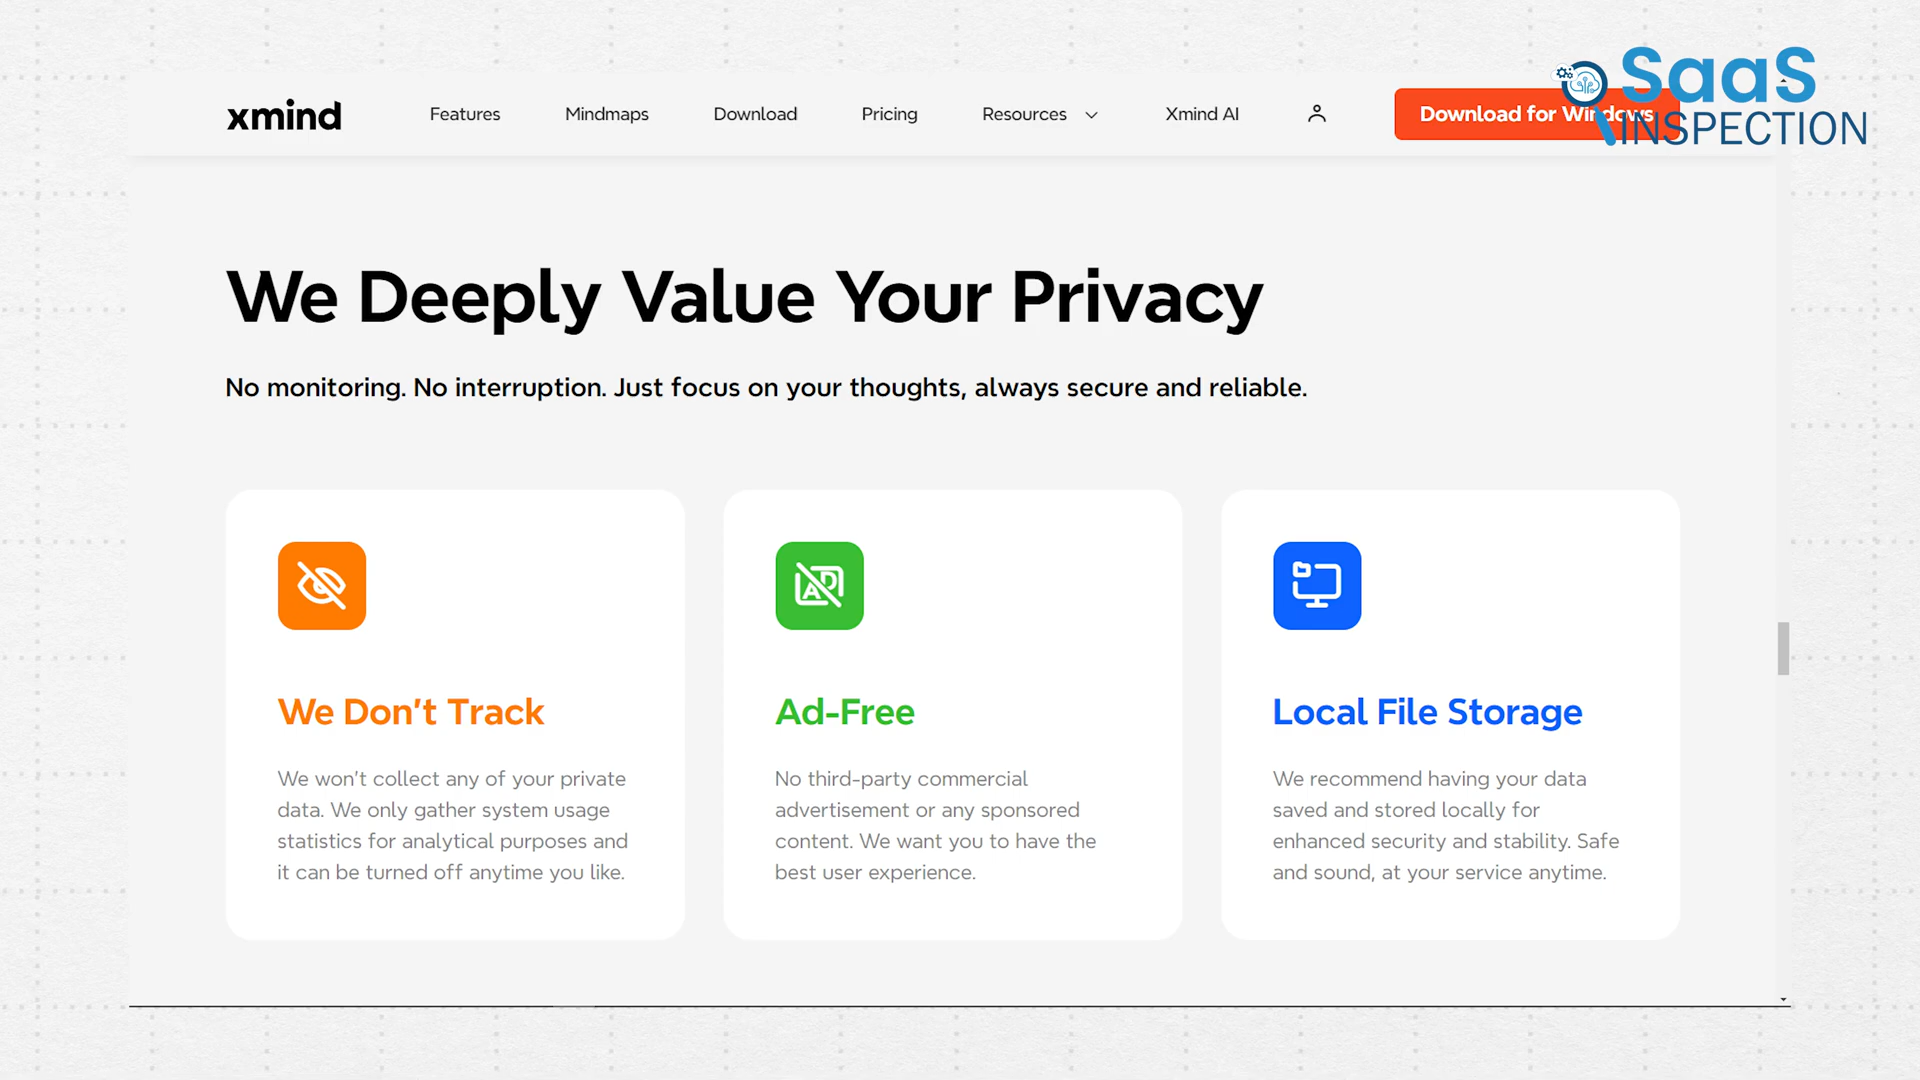 xmind
Features
Mindmaps
Download
Pricing
Resources
Xmind AI
Download for Windows
SaaS
INSPECTION
We Deeply Value Your Privacy
No monitoring. No interruption. Just focus on your thoughts, always secure and reliable.
AD
We Don't Track
We won't collect any of your private
data. We only gather system usage
statistics for analytical purposes and
it can be turned off anytime you like.
Ad-Free
No third-party commercial
advertisement or any sponsored
content. We want you to have the
best user experience.
Local File Storage
We recommend having your data
saved and stored locally for
enhanced security and stability. Safe
and sound, at your service anytime.